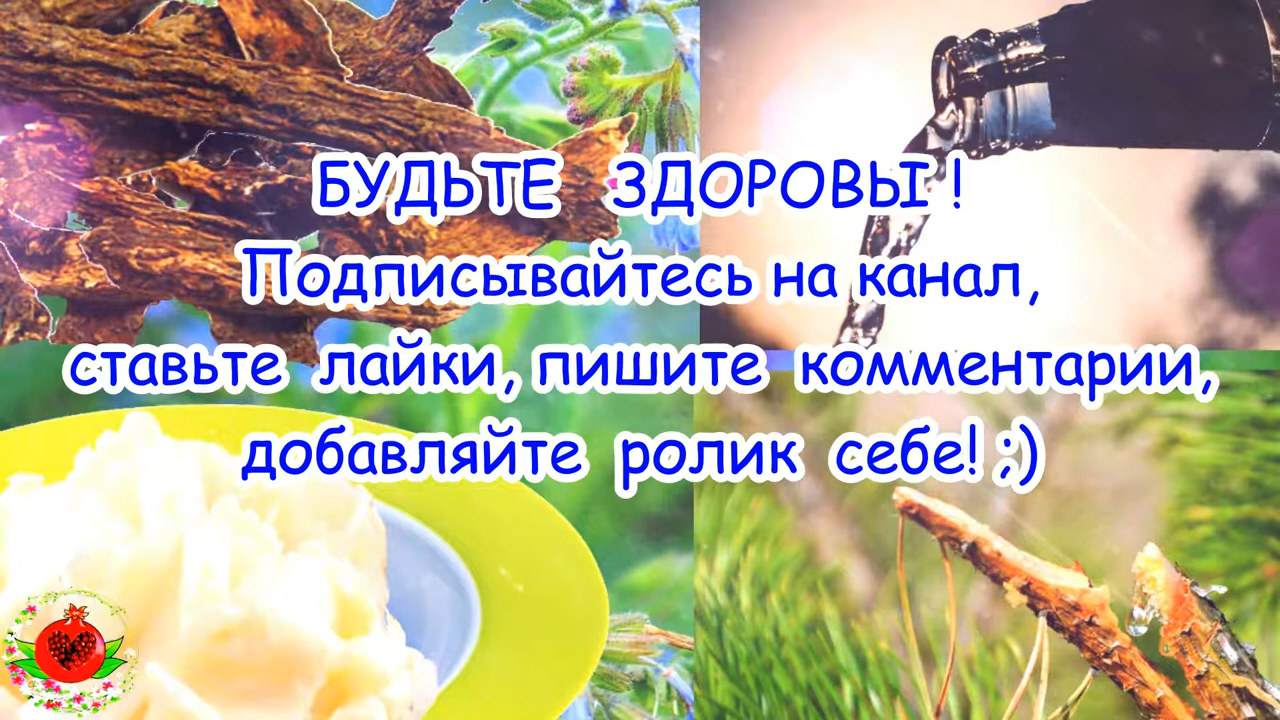 БУДЬТЕ ЗДОРОВЫ !
Подписывайтесь на канал,
ставьте лайки, пишите комментарии,
добавляйте ролик себе! ;)